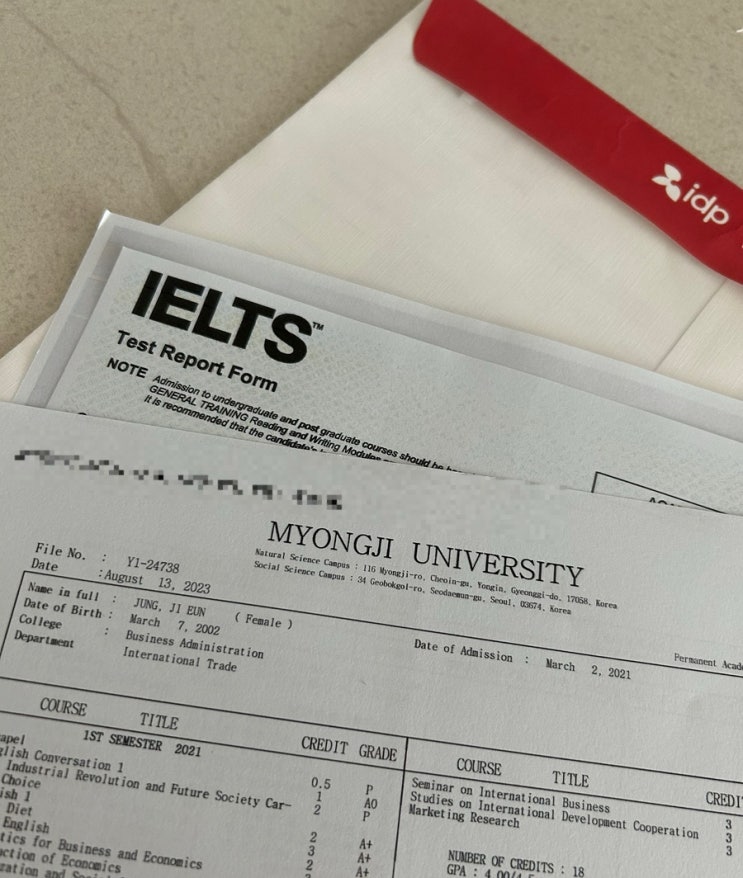 idp
IELTS™
Test Report Form
NOTE Admission to undergraduate and post graduate courses should be
GENERAL TRAINING Reading and Writing Modules
It is recommended that the candidate's
MYONGJI UNIVERSITY
Natural Science Campus : 116 Myongji-ro, Cheoin-gu, Yongin, Gyeonggi-do, 17058, Korea
Social Science Campus : 34 Geobokgol-ro, Seodaemun-gu, Seoul, 03674, Korea
File No. : Y1-24738
Date : August 13, 2023
Name in full : JUNG, JI EUN ( Female )
Date of Birth : March 7, 2002
College : Business Administration
Department International Trade
Date of Admission : March 2, 2021
Permanent
COURSE TITLE CREDIT GRADE
1ST SEMESTER 2021
apel 0.5 P
glish Conversation 1 1 A0
Industrial Revolution and Future Society Car- 2 P
Choice
ish 1 2 A+
Diet 3 A+
English 2 A+
tics for Business and Economics
ction of Economics
COURSE TITLE CREDI
Seminar on International Business 3
Studies on International Development Cooperation 3
Marketing Research 3
NUMBER OF CREDITS : 18
GPA : 4.00/4.5